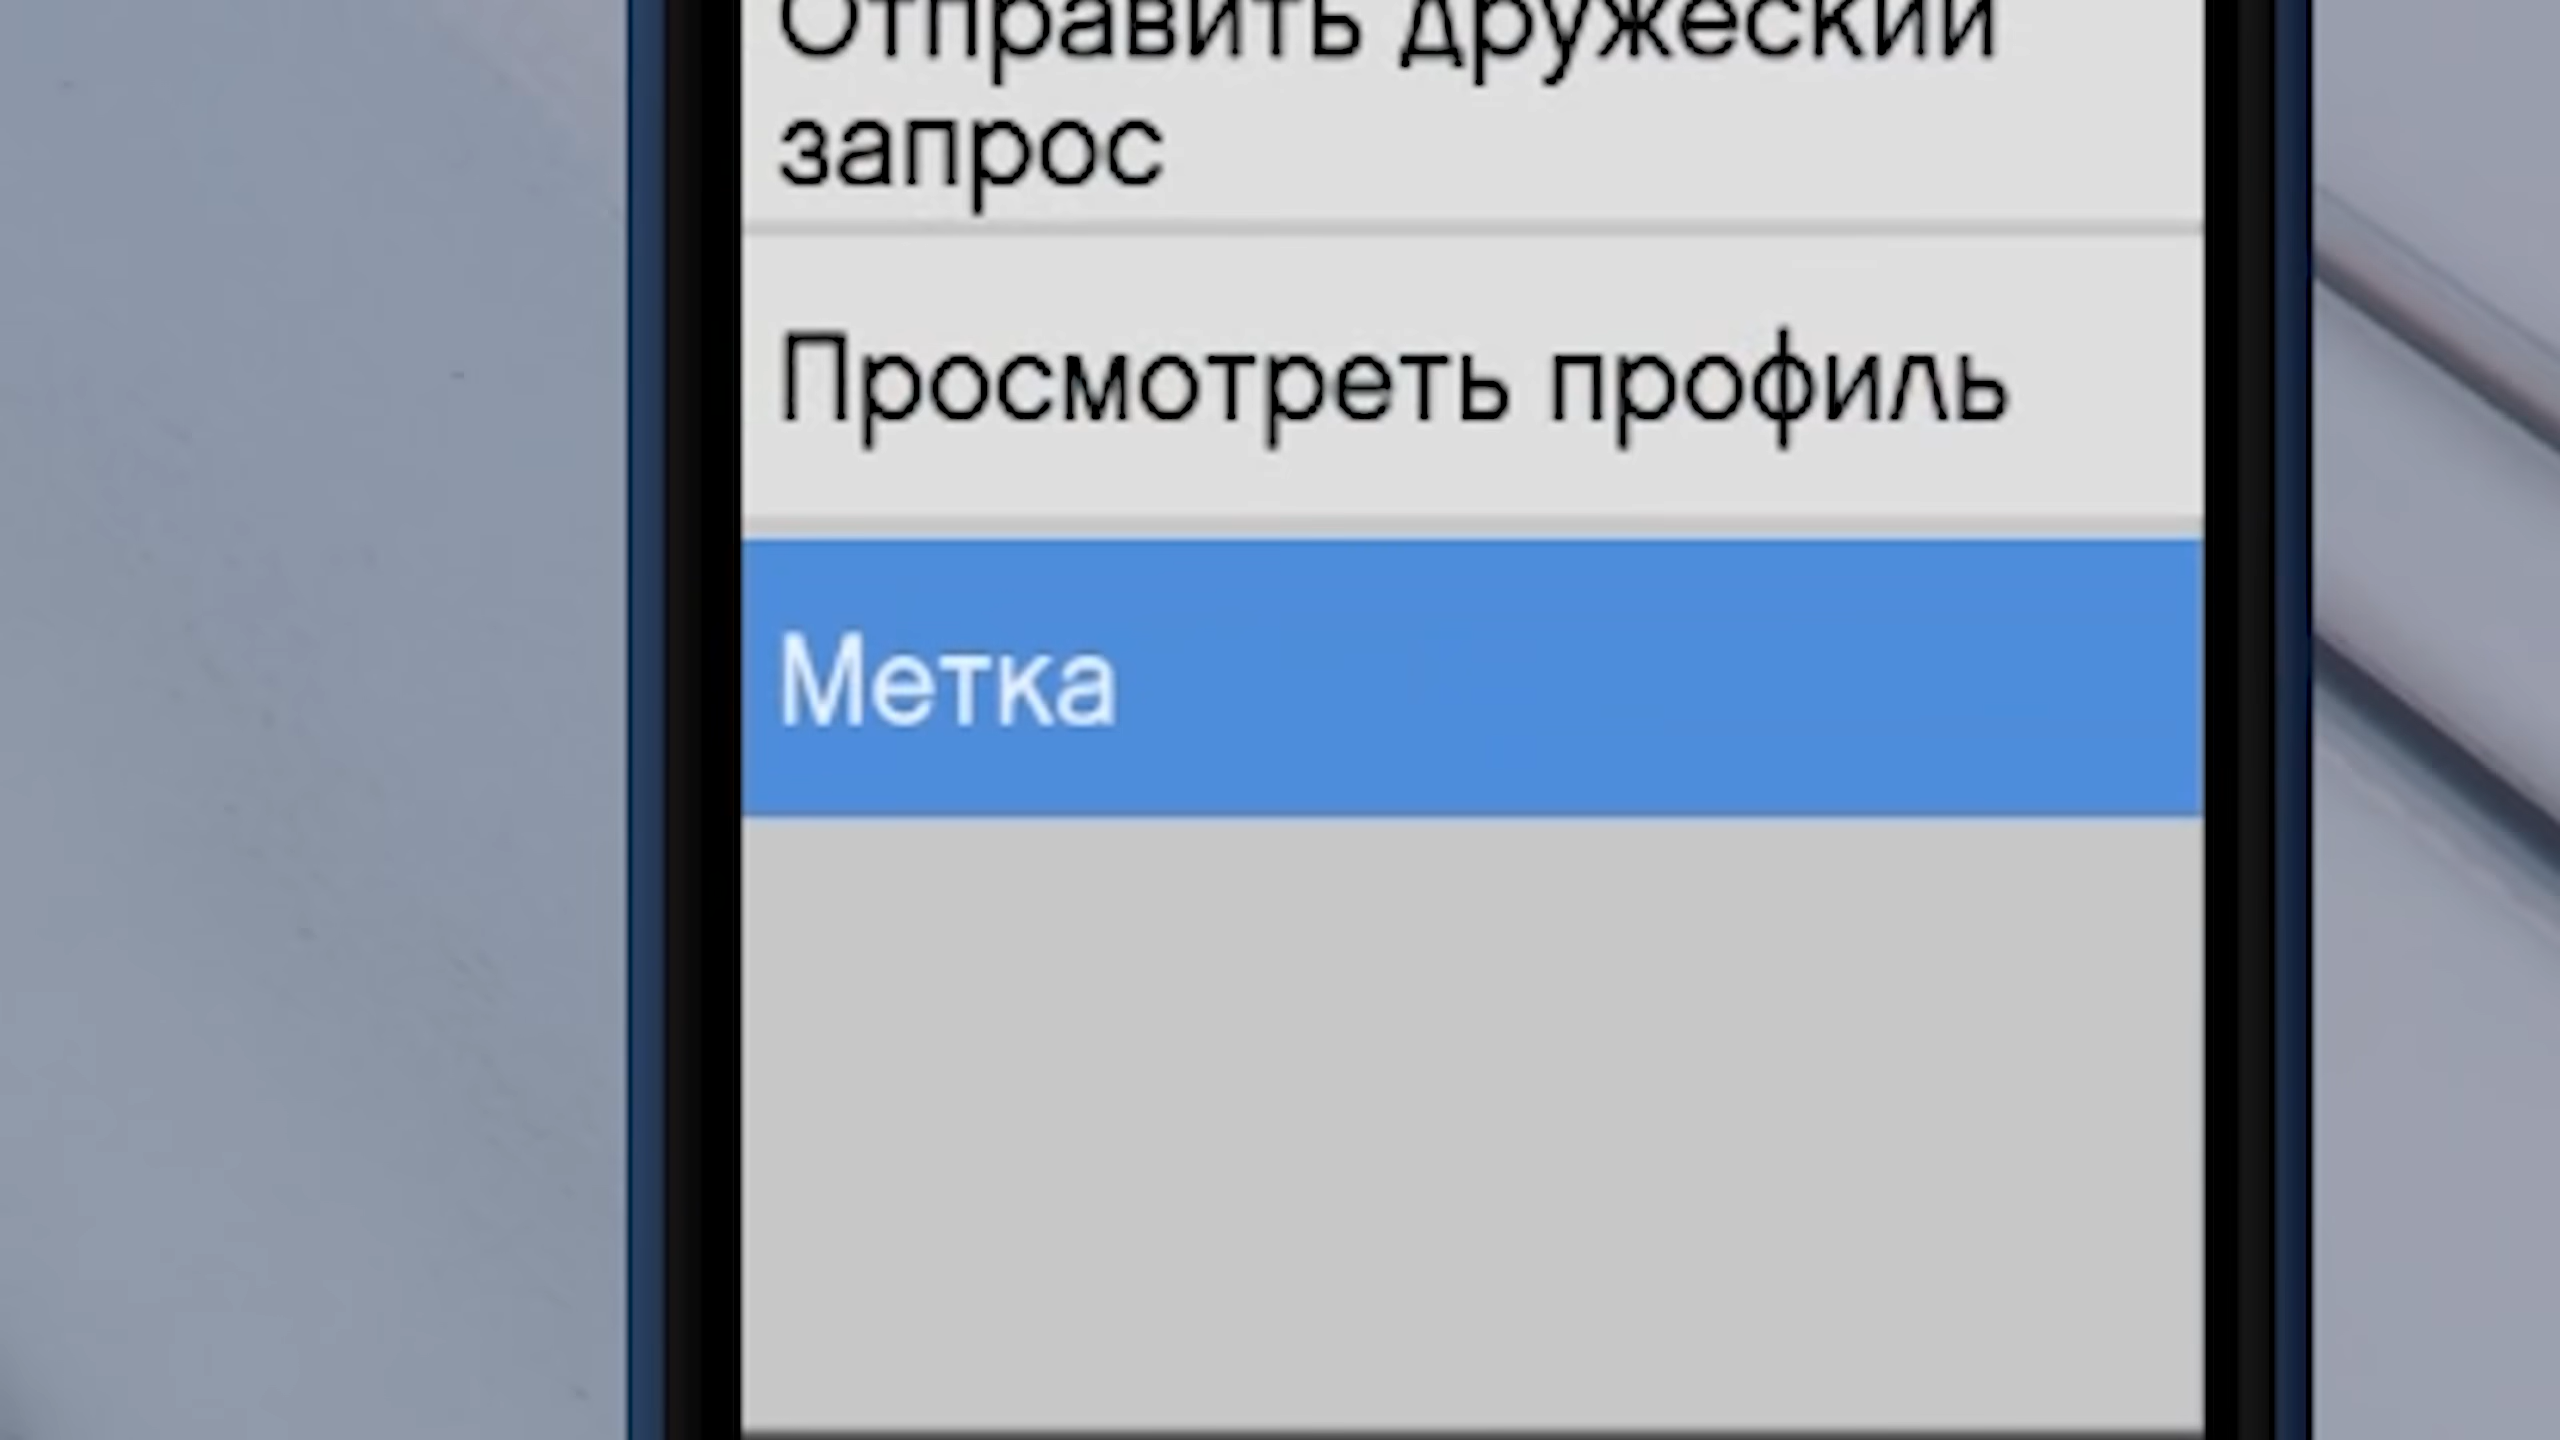 Отправить дружеский
запрос
Просмотреть профиль
Метка